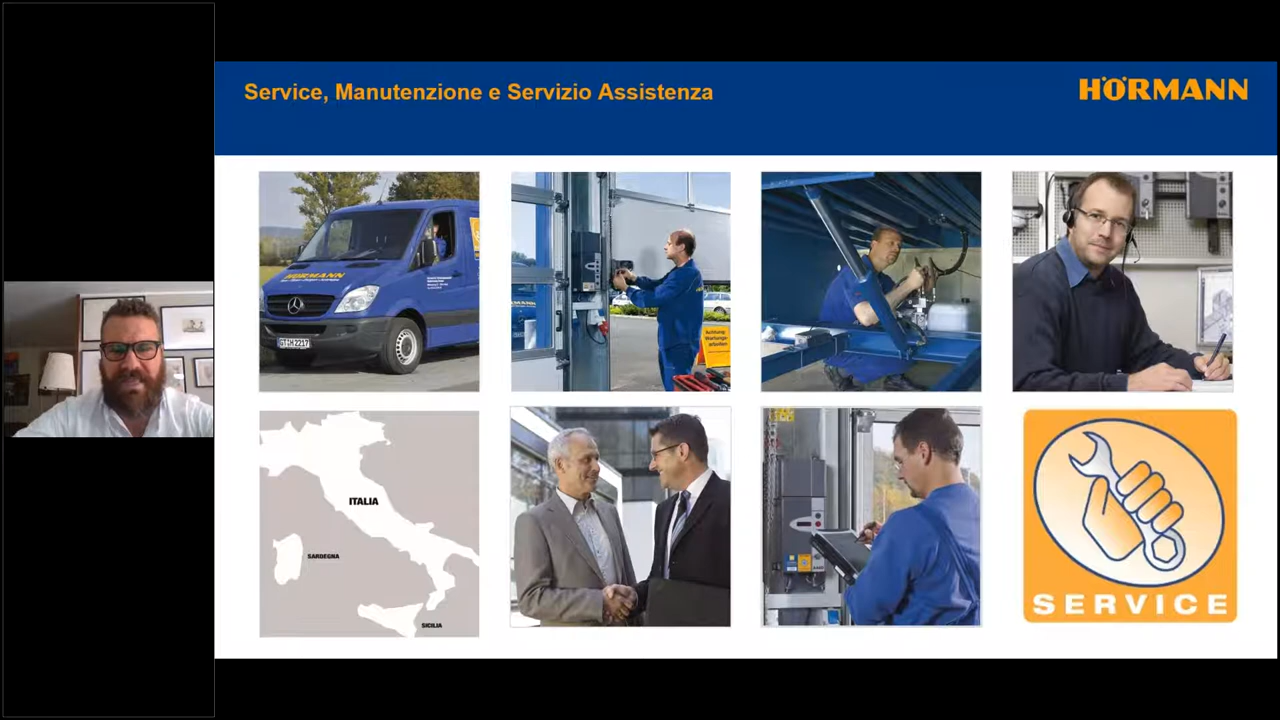 Service, Manutenzione e Servizio Assistenza
HÖRMANN
HÖRMANN
ITALIA
SARDEGNA
SICILIA
SERVICE